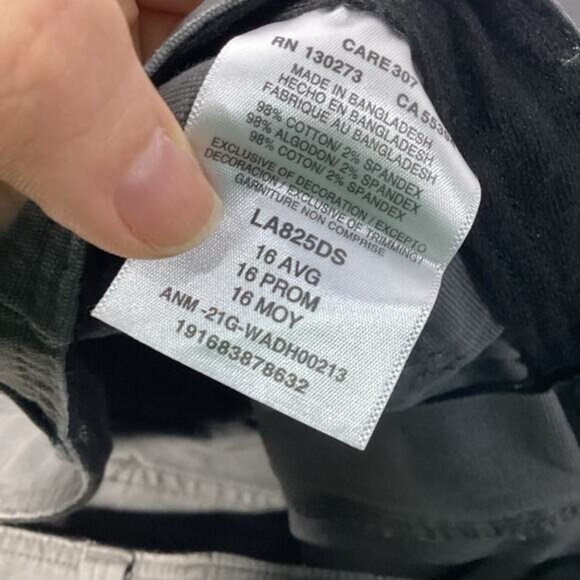 CARE307
RN 130273
MADE IN BANGLADESH
HECHO EN BANGLADESH
FABRIQUE AU BANGLADESH
98% COTTON/ 2% SPANDEX
98% ALGODON/ 2% SPANDEX
98% COTON/ 2% SPANDEX
EXCLUSIVE OF DECORATION / EXCEPTO
DECORACION / EXCLUSIVE OF TRIMMING?
GARNITURE NON COMPRISE
LA825DS
16 AVG
16 PROM
16 MOY
ANM -21G-WADH00213
191683878632